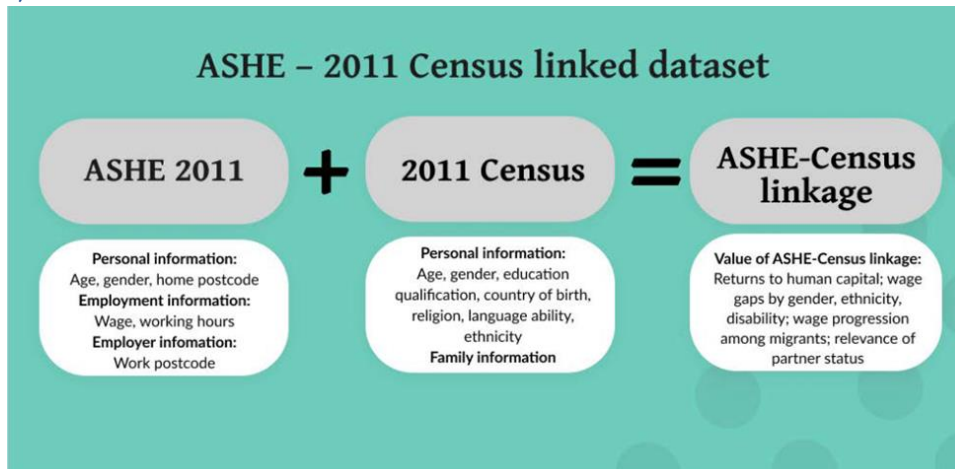 ASHE – 2011 Census linked dataset
ASHE 2011
+
2011 Census
=
ASHE-Census
linkage
Personal information:
Age, gender, home postcode
Employment information:
Wage, working hours
Employer infomation:
Work postcode
Personal information:
Age, gender, education
qualification, country of birth,
religion, language ability,
ethnicity
Family information
Value of ASHE-Census linkage:
Returns to human capital; wage
gaps by gender, ethnicity,
disability; wage progression
among migrants; relevance of
partner status